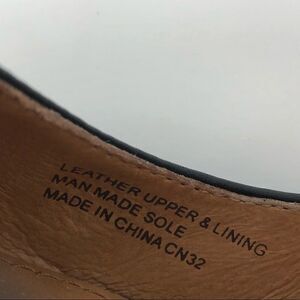 LEATHER UPPER & LINING
MAN MADE SOLE
MADE IN CHINA CN32